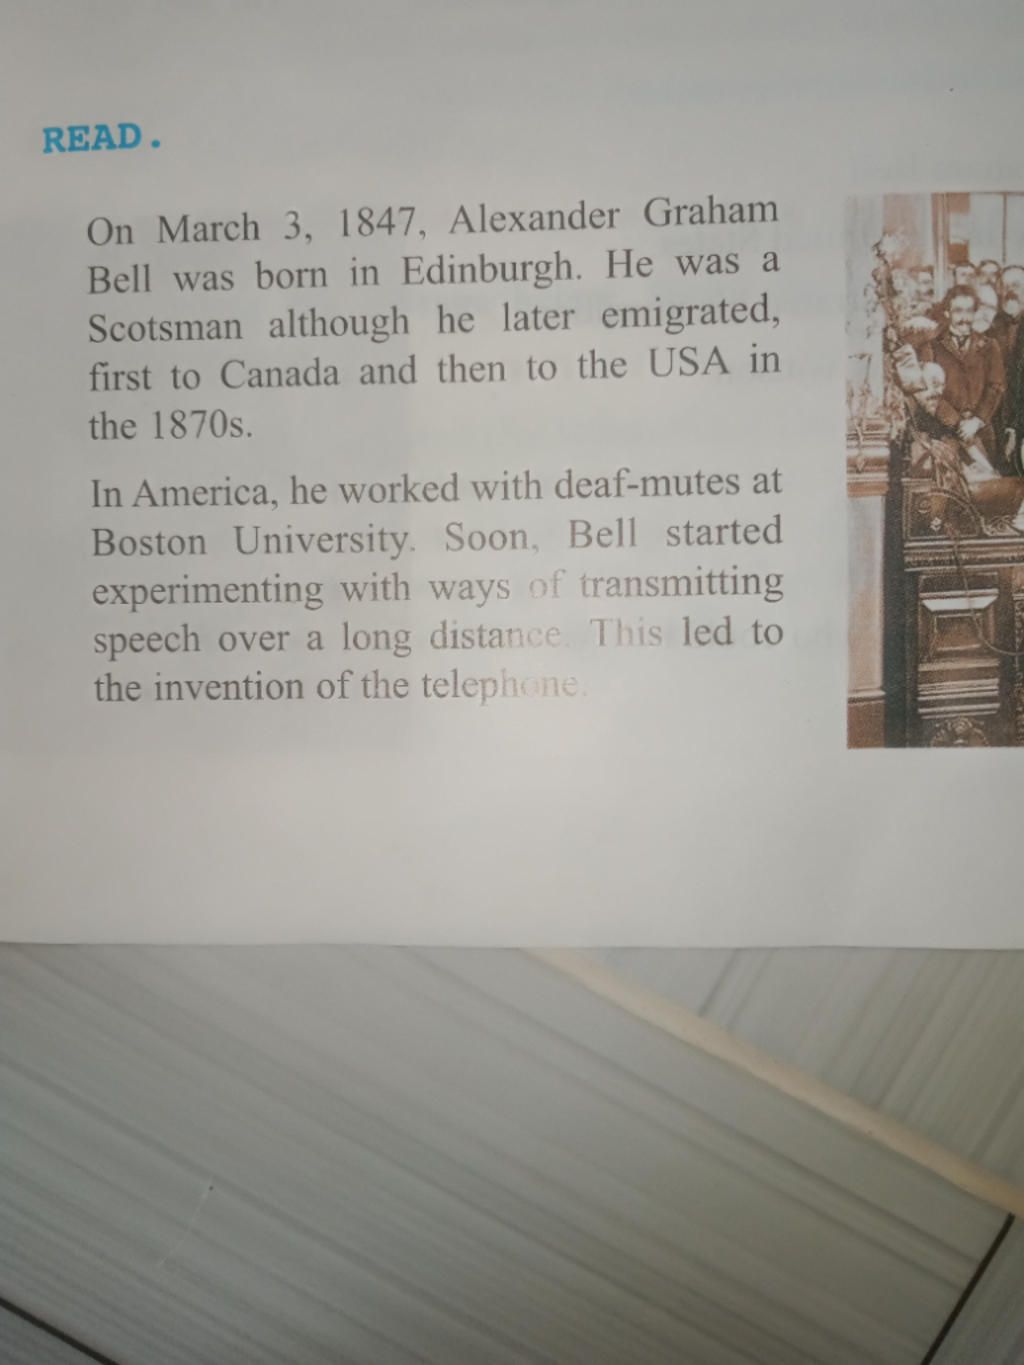 READ.
On March 3, 1847, Alexander Graham
Bell was born in Edinburgh. He was a
Scotsman although he later emigrated,
first to Canada and then to the USA in
the 1870s.
In America, he worked with deaf-mutes at
Boston University. Soon, Bell started
experimenting with ways of transmitting
speech over a long distance. This led to
the invention of the telephone.